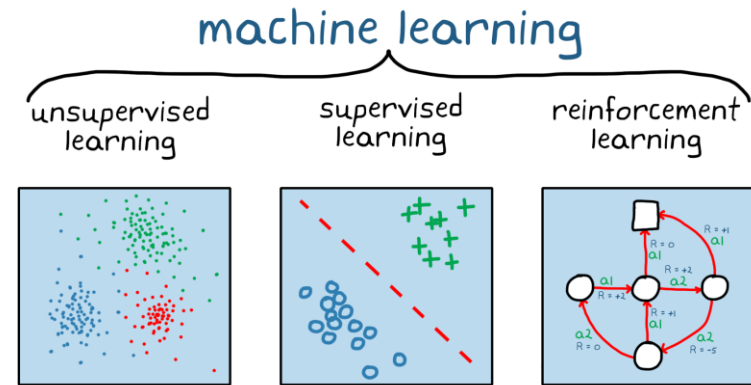 machine learning
unsupervised
learning
supervised
learning
reinforcement
learning
R = 0
a1
R = +1
a1
a1
R = +2
R = +2
a2
R = +1
a1
a2
R = 0
a2
R = -5